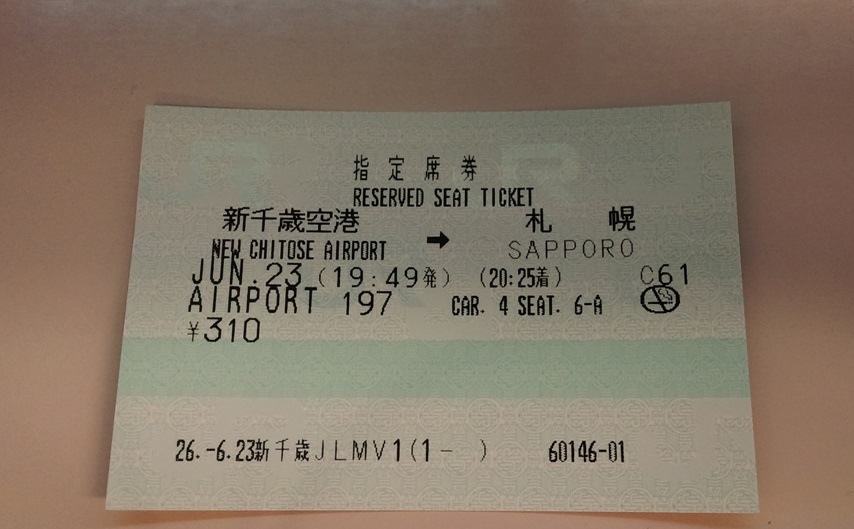 指定席券
RESERVED SEAT TICKET
新千歳空港 ➡ 札幌
NEW CHITOSE AIRPORT SAPPORO
JUN.23 (19:49発) (20:25着) C61
AIRPORT 197 CAR. 4 SEAT. 6-A
¥310
26.-6.23新千歳JLMV1(1- ) 60146-01